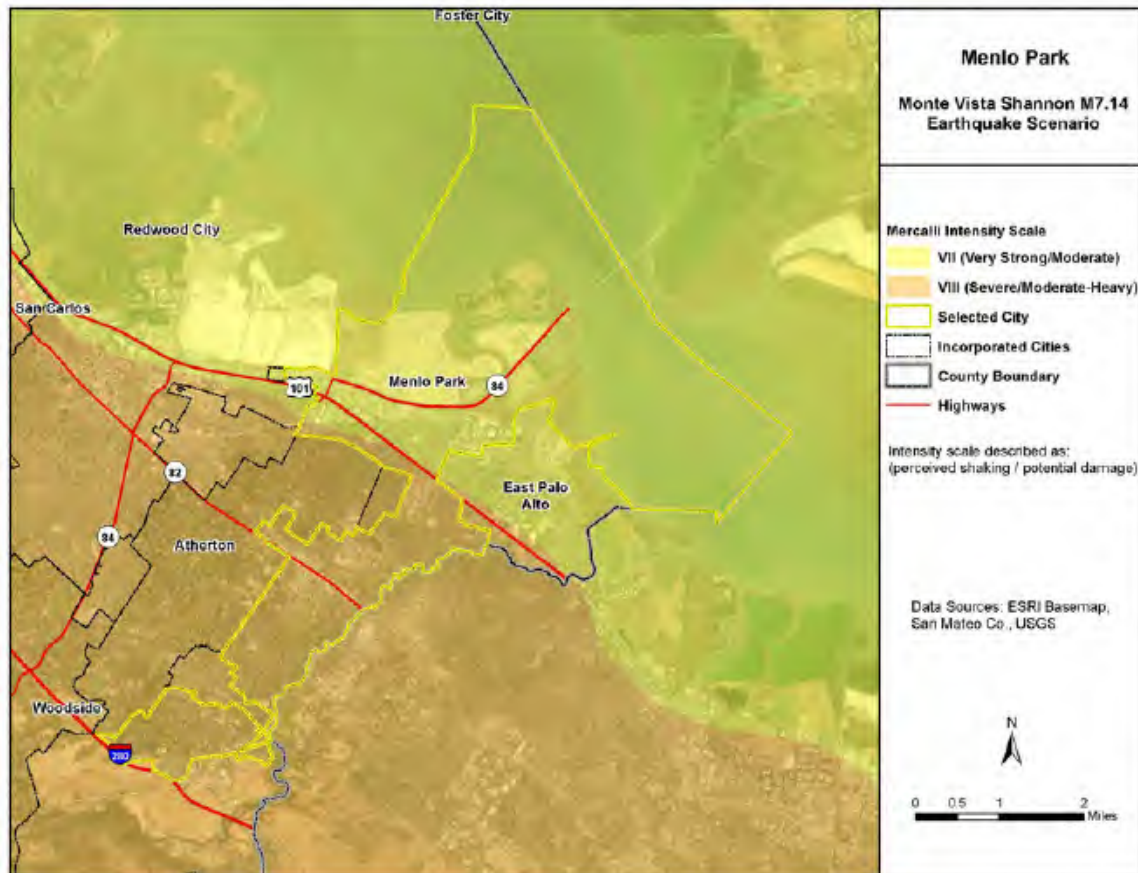 Foster City
Redwood City
San Carlos
101
Menlo Park
84
82
East Palo
Alto
84
Atherton
Woodside
280
Menlo Park
Monte Vista Shannon M7.14
Earthquake Scenario
Mercalli Intensity Scale
VII (Very Strong/Moderate)
VIII (Severe/Moderate-Heavy)
Selected City
Incorporated Cities
County Boundary
Highways
Intensity scale described as:
(perceived shaking / potential damage)
Data Sources: ESRI Basemap,
San Mateo Co., USGS
N
0 0.5 1 2
Miles